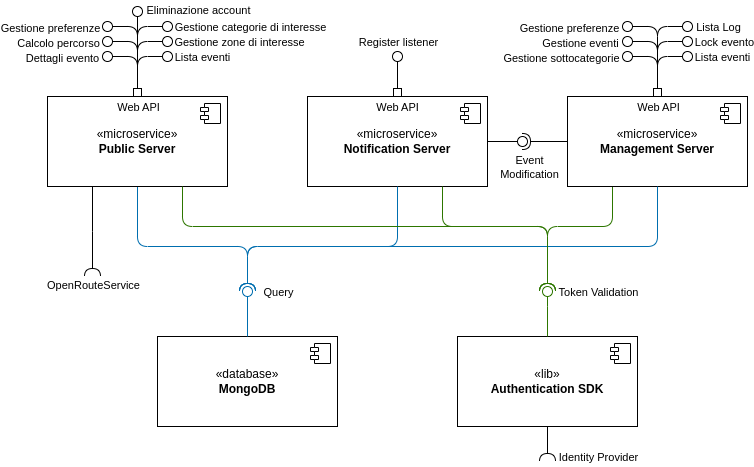 Eliminazione account
Gestione preferenze
Gestione categorie di interesse
Calcolo percorso
Gestione zone di interesse
Dettagli evento
Lista eventi
Register listener
Gestione preferenze
Lista Log
Gestione eventi
Lock evento
Gestione sottocategorie
Lista eventi
Web API
«microservice»
Public Server
Web API
«microservice»
Notification Server
Event
Modification
Web API
«microservice»
Management Server
OpenRouteService
Query
Token Validation
«database»
MongoDB
«lib»
Authentication SDK
Identity Provider